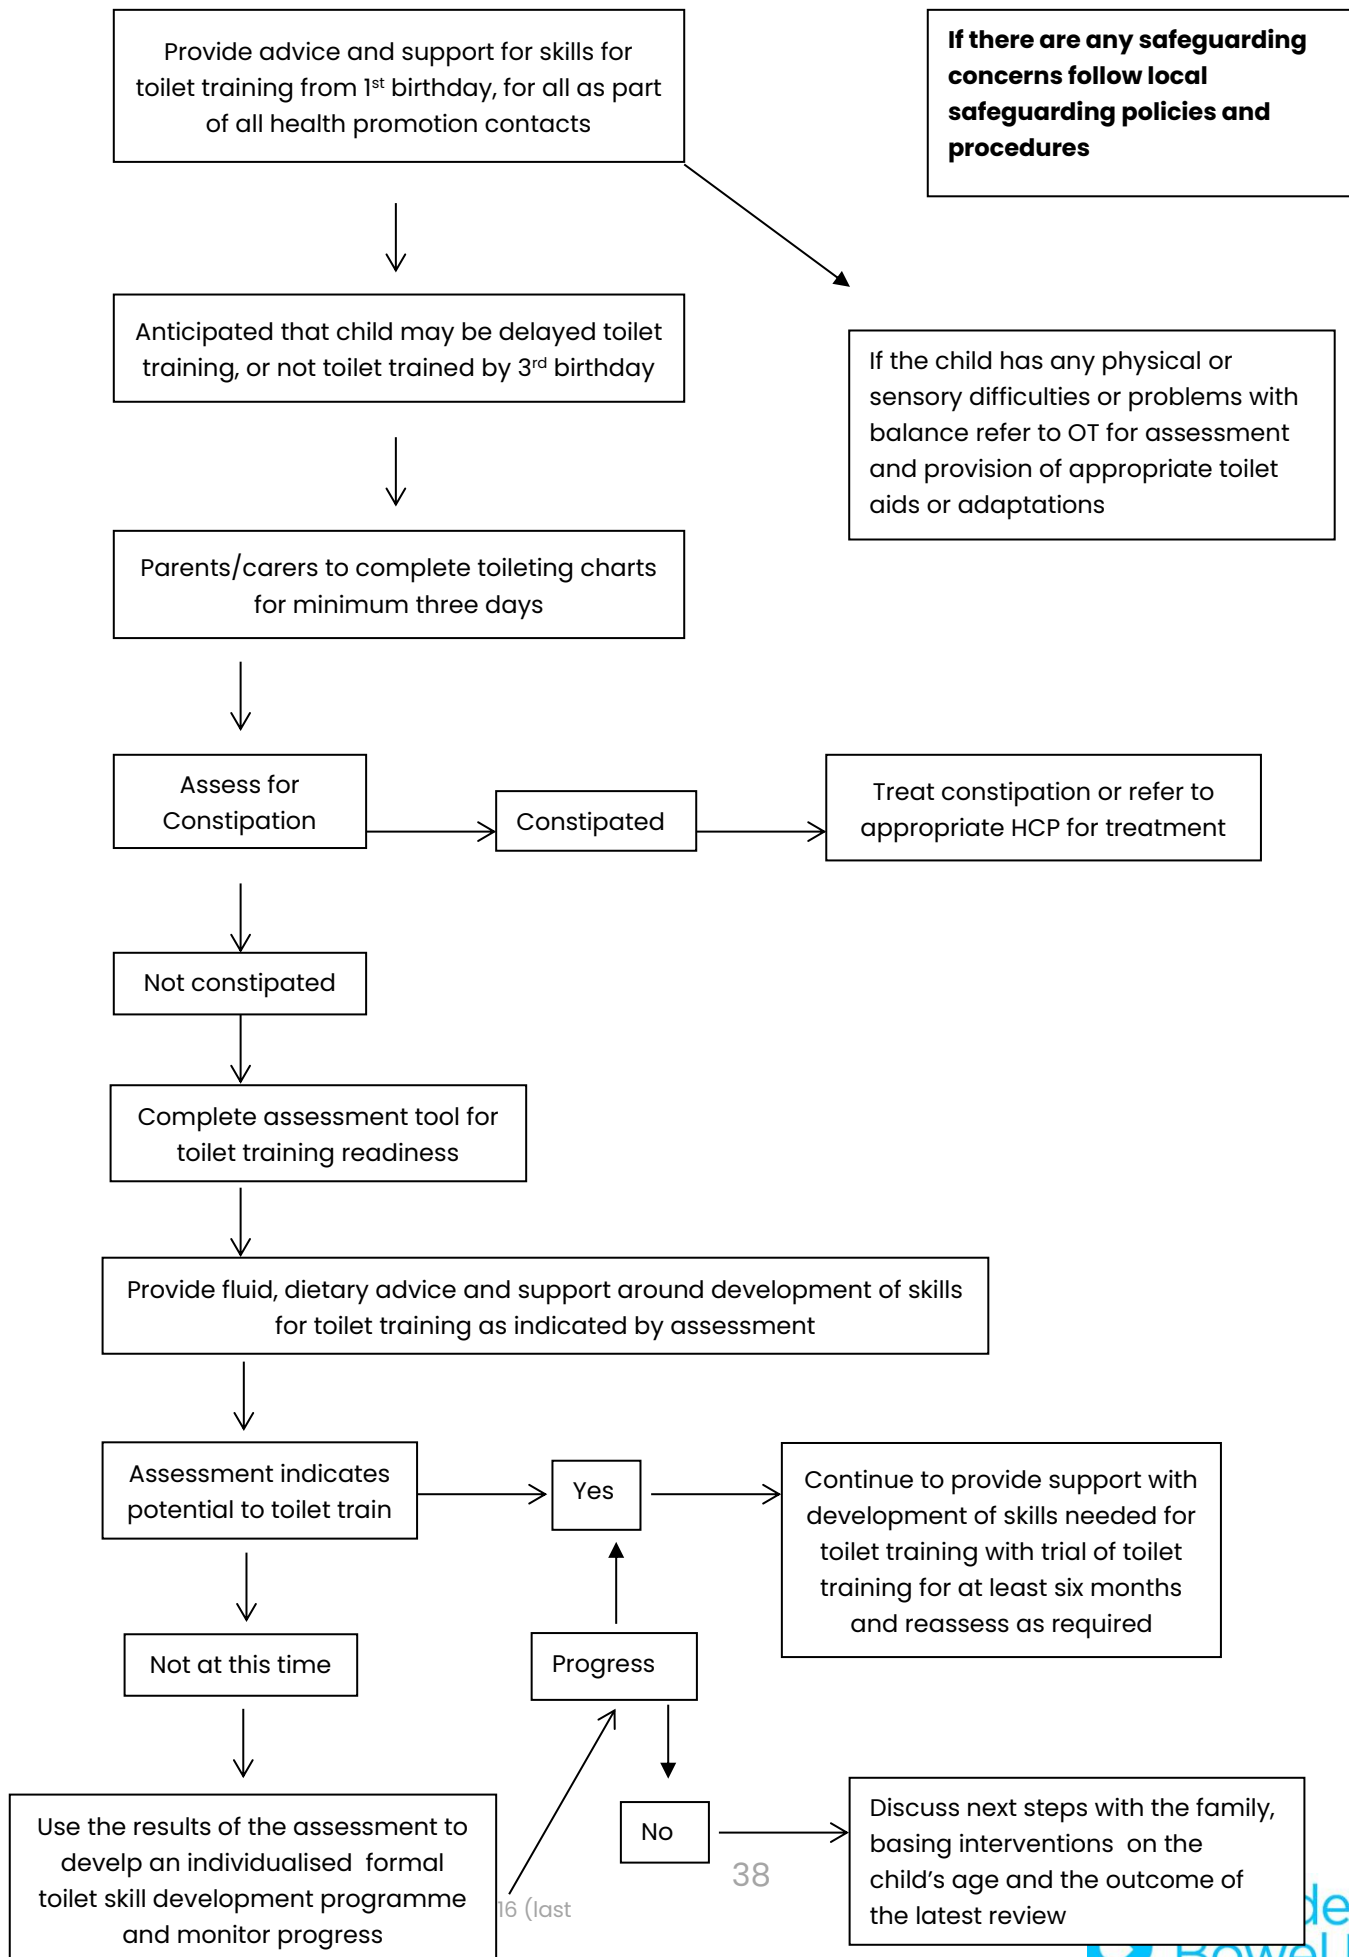 Provide advice and support for skills for
toilet training from 1st birthday, for all as part
of all health promotion contacts
If there are any safeguarding
concerns follow local
safeguarding policies and
procedures
Anticipated that child may be delayed toilet
training, or not toilet trained by 3rd birthday
If the child has any physical or
sensory difficulties or problems with
balance refer to OT for assessment
and provision of appropriate toilet
aids or adaptations
Parents/carers to complete toileting charts
for minimum three days
Assess for
Constipation
Constipated
Treat constipation or refer to
appropriate HCP for treatment
Not constipated
Complete assessment tool for
toilet training readiness
Provide fluid, dietary advice and support around development of skills
for toilet training as indicated by assessment
Assessment indicates
potential to toilet train
Yes
Continue to provide support with
development of skills needed for
toilet training with trial of toilet
training for at least six months
and reassess as required
Not at this time
Progress
Use the results of the assessment to
develp an individualised formal
toilet skill development programme
and monitor progress
No
Discuss next steps with the family,
basing interventions on the
child's age and the outcome of
the latest review
38
16 (last